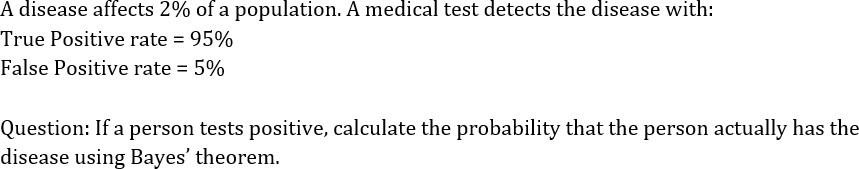 A disease affects 2% of a population. A medical test detects the disease with:
True Positive rate = 95%
False Positive rate = 5%
Question: If a person tests positive, calculate the probability that the person actually has the
disease using Bayes’ theorem.